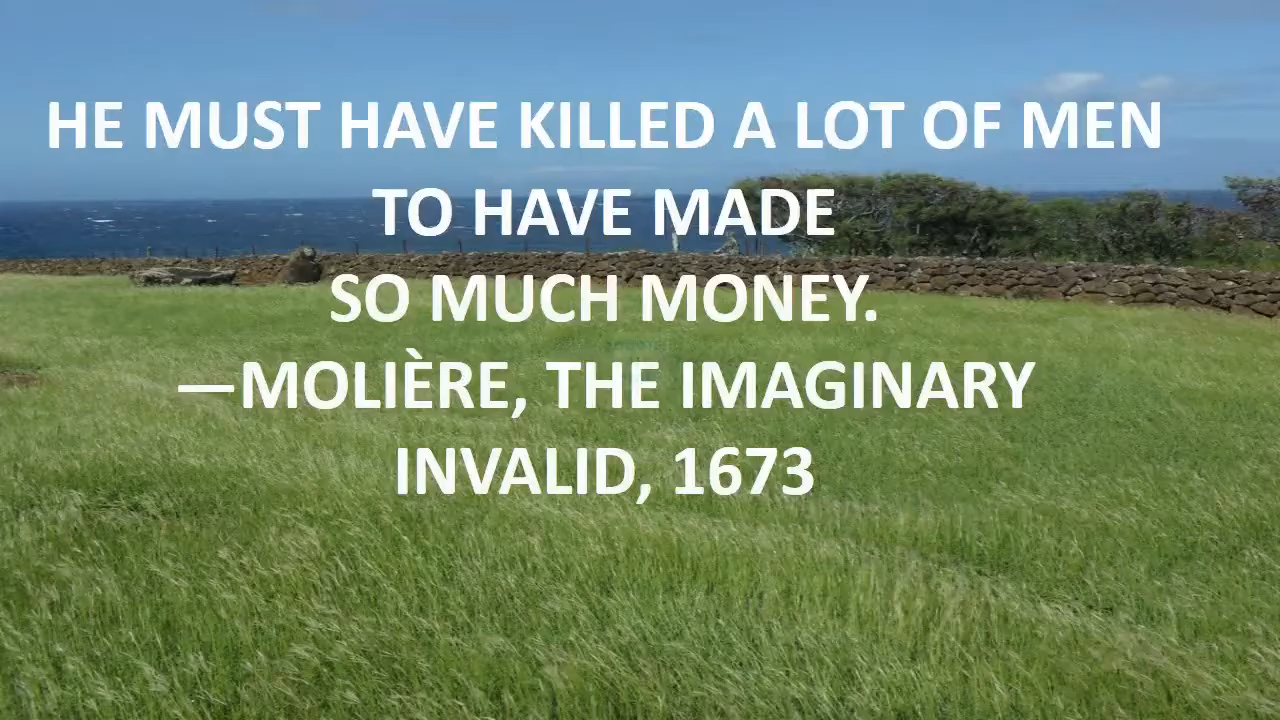 HE MUST HAVE KILLED A LOT OF MEN
TO HAVE MADE
SO MUCH MONEY.
—MOLIÈRE, THE IMAGINARY
INVALID, 1673